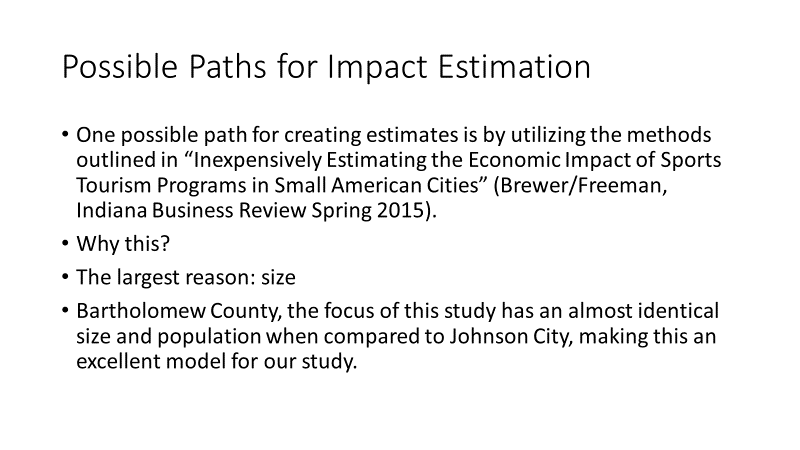 Possible Paths for Impact Estimation
• One possible path for creating estimates is by utilizing the methods
outlined in “Inexpensively Estimating the Economic Impact of Sports
Tourism Programs in Small American Cities” (Brewer/Freeman,
Indiana Business Review Spring 2015).
• Why this?
• The largest reason: size
• Bartholomew County, the focus of this study has an almost identical
size and population when compared to Johnson City, making this an
excellent model for our study.